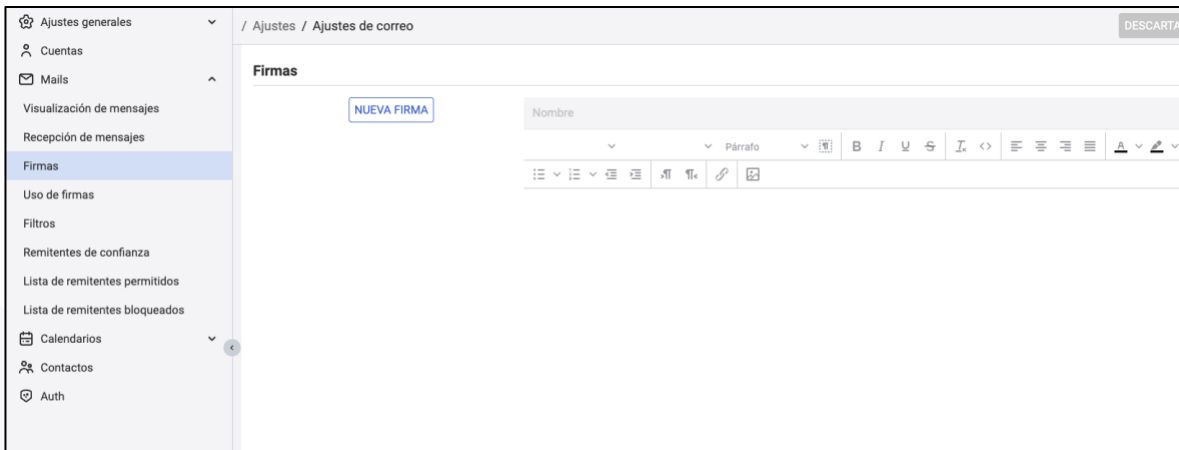 Ajustes generales
Cuentas
Mails
Visualización de mensajes
Recepción de mensajes
Firmas
Uso de firmas
Filtros
Remitentes de confianza
Lista de remitentes permitidos
Lista de remitentes bloqueados
Calendarios
Contactos
Auth
/ Ajustes / Ajustes de correo
DESCARTA
Firmas
NUEVA FIRMA
Nombre
Párrafo